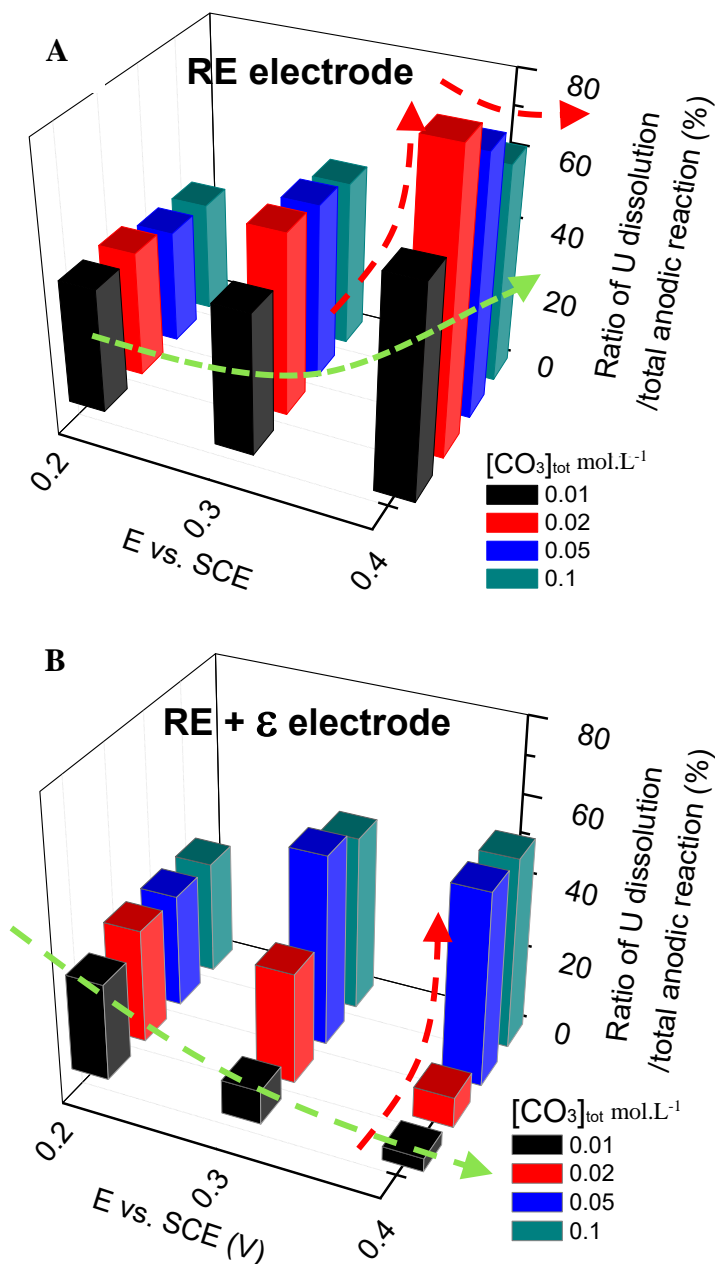 A
RE electrode
80
60
40
20
0
Ratio of U dissolution
/total anodic reaction (%)
0.2
0.3
0.4
E vs. SCE
[CO₃]tot mol.L⁻¹
0.01
0.02
0.05
0.1
B
RE + ε electrode
80
60
40
20
0
Ratio of U dissolution
/total anodic reaction (%)
0.2
0.3
0.4
E vs. SCE (V)
[CO₃]tot mol.L⁻¹
0.01
0.02
0.05
0.1